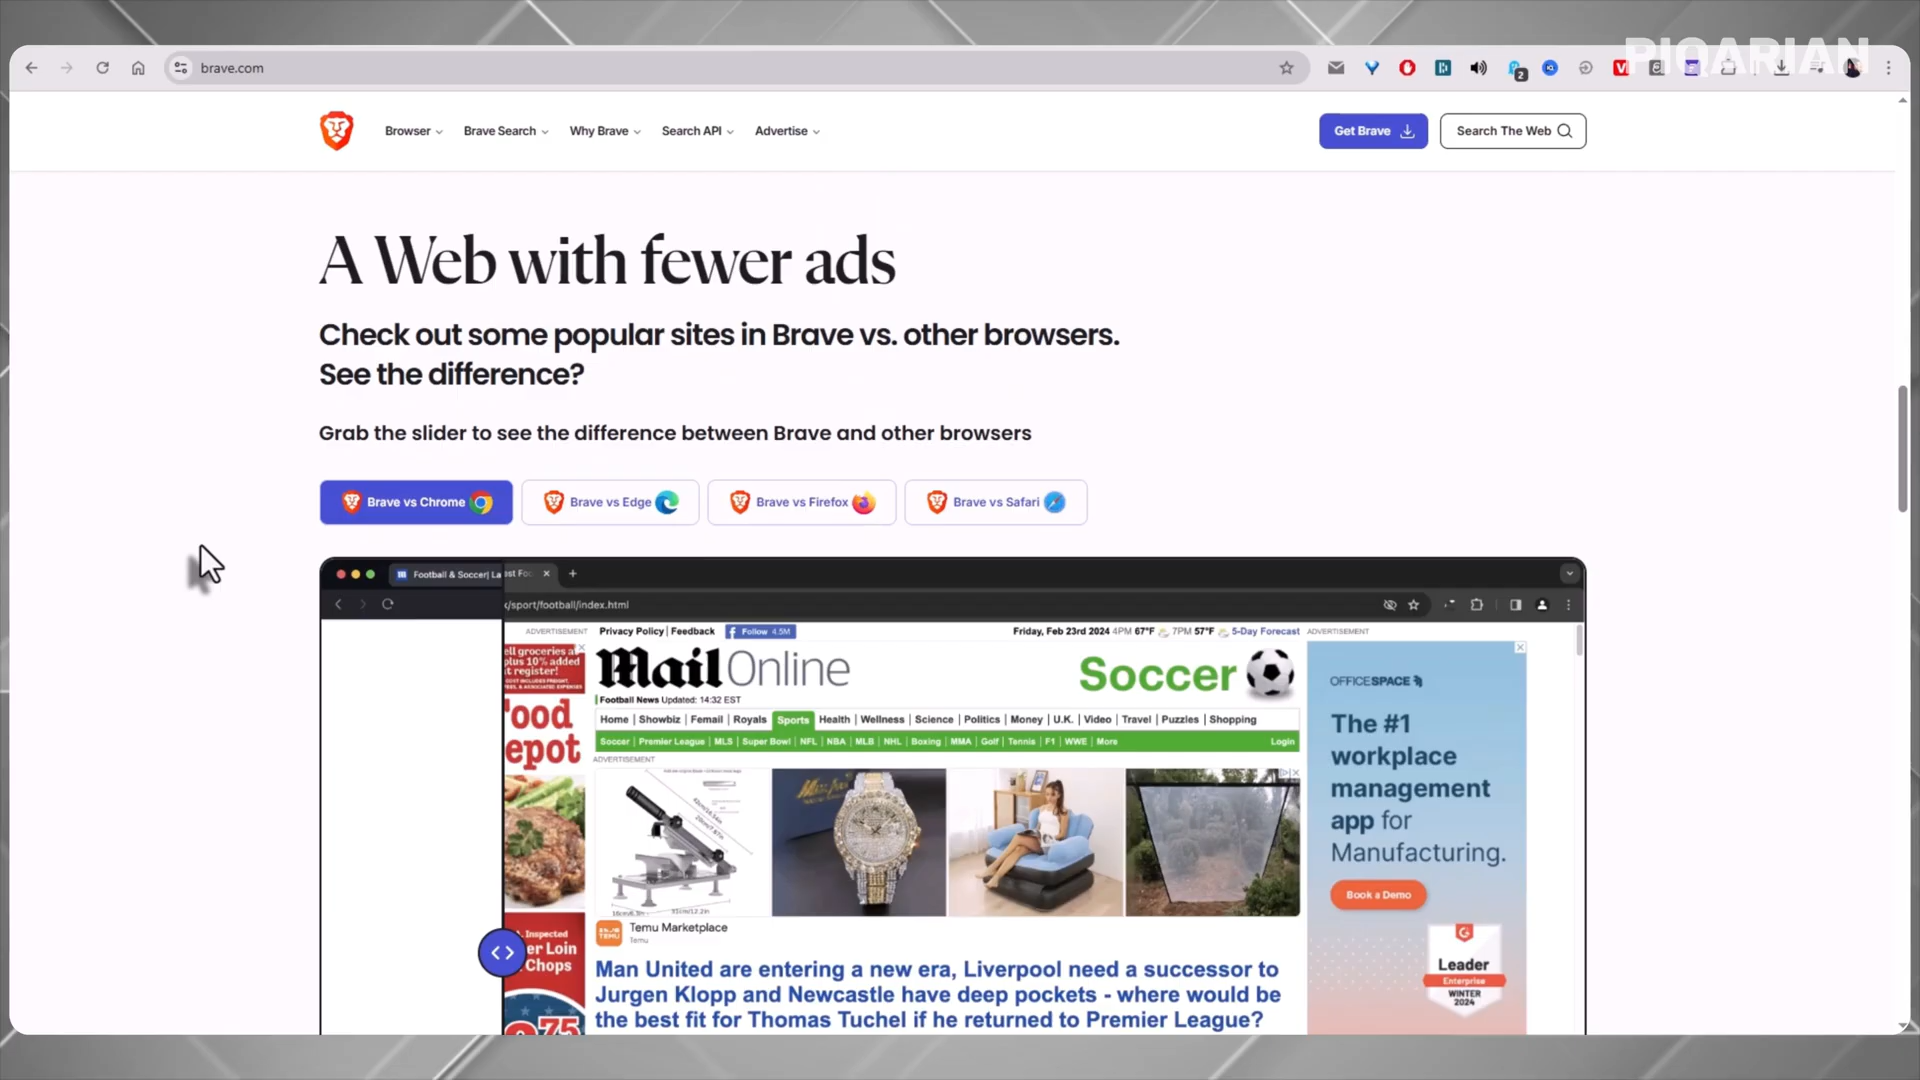 PIQARIAN
brave.com
2
Browser
Brave Search
Why Brave
Search API
Advertise
Get Brave
Search The Web
A Web with fewer ads
Check out some popular sites in Brave vs. other browsers.
See the difference?
Grab the slider to see the difference between Brave and other browsers
Brave vs Chrome
Brave vs Edge
Brave vs Firefox
Brave vs Safari
Football & Soccer| La
est Fo
/sport/football/index.html
ADVERTISEMENT
Privacy Policy | Feedback
Follow 4.5M
Friday, Feb 23rd 2024 4PM 67°F 7PM 57°F 5-Day Forecast
ADVERTISEMENT
Mail Online
Soccer
Football News Updated: 14:32 EST
Home | Showbiz | Femail | Royals | Sports | Health | Wellness | Science | Politics | Money | U.K. | Video | Travel | Puzzles | Shopping
Soccer | Premier League | MLS | Super Bowl | NFL | NBA | MLB | NHL | Boxing | MMA | Golf | Tennis | F1 | WWE | More
Login
ADVERTISEMENT
ell groceries at
plus 10% added
at register!
ood
epot
. Inspected
er Loin
Chops
Temu Marketplace
Temu
Man United are entering a new era, Liverpool need a successor to
Jurgen Klopp and Newcastle have deep pockets - where would be
the best fit for Thomas Tuchel if he returned to Premier League?
OFFICESPACE
The #1
workplace
management
app for
Manufacturing.
Book a Demo
Leader
Enterprise
WINTER
2024